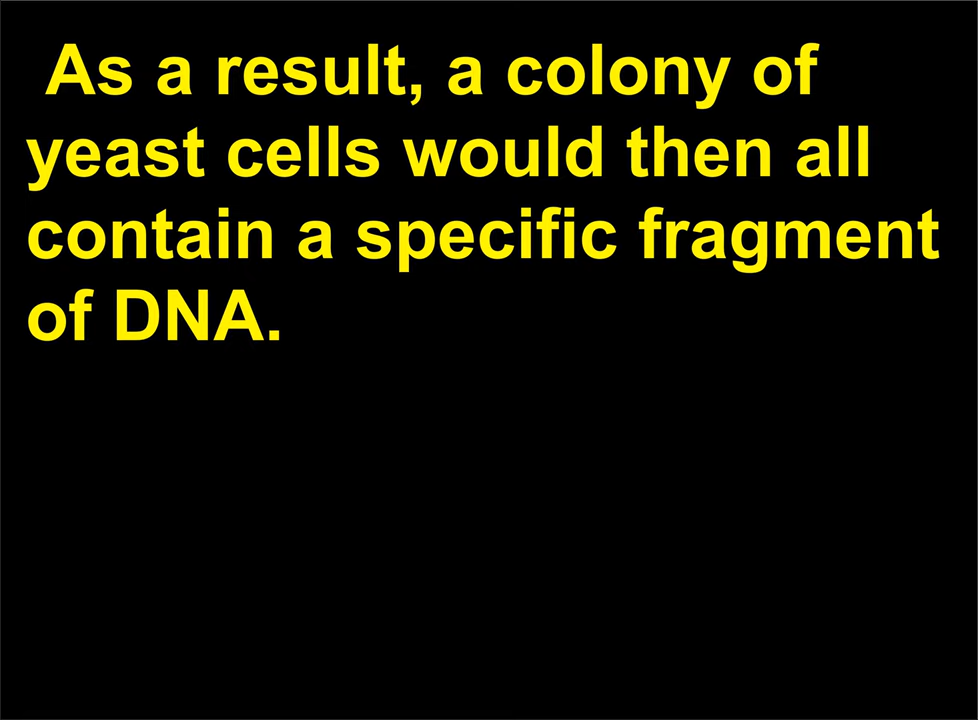 As a result, a colony of
yeast cells would then all
contain a specific fragment
of DNA.